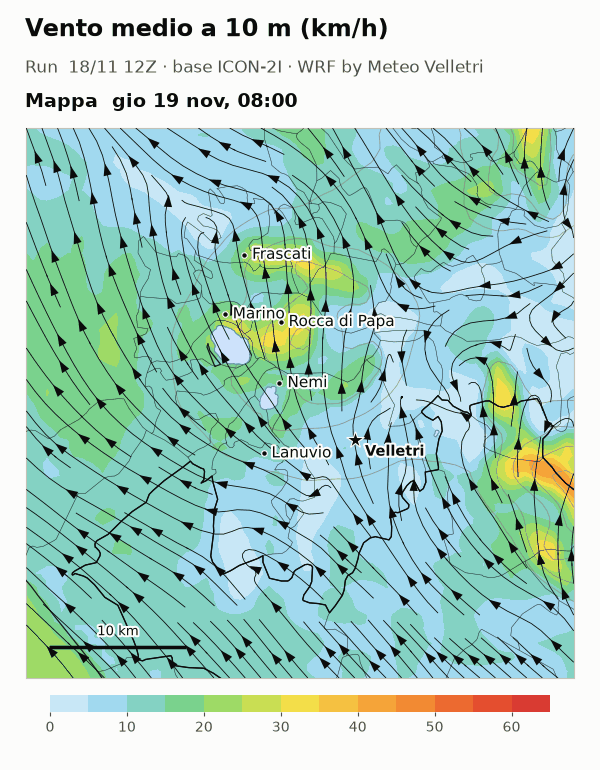 Vento medio a 10 m (km/h)
Run  18/11 12Z · base ICON-2I · WRF by Meteo Velletri
Mappa  gio 19 nov, 08:00
Frascati
Marino
Rocca di Papa
Nemi
Velletri
Lanuvio
10 km
0 10 20 30 40 50 60